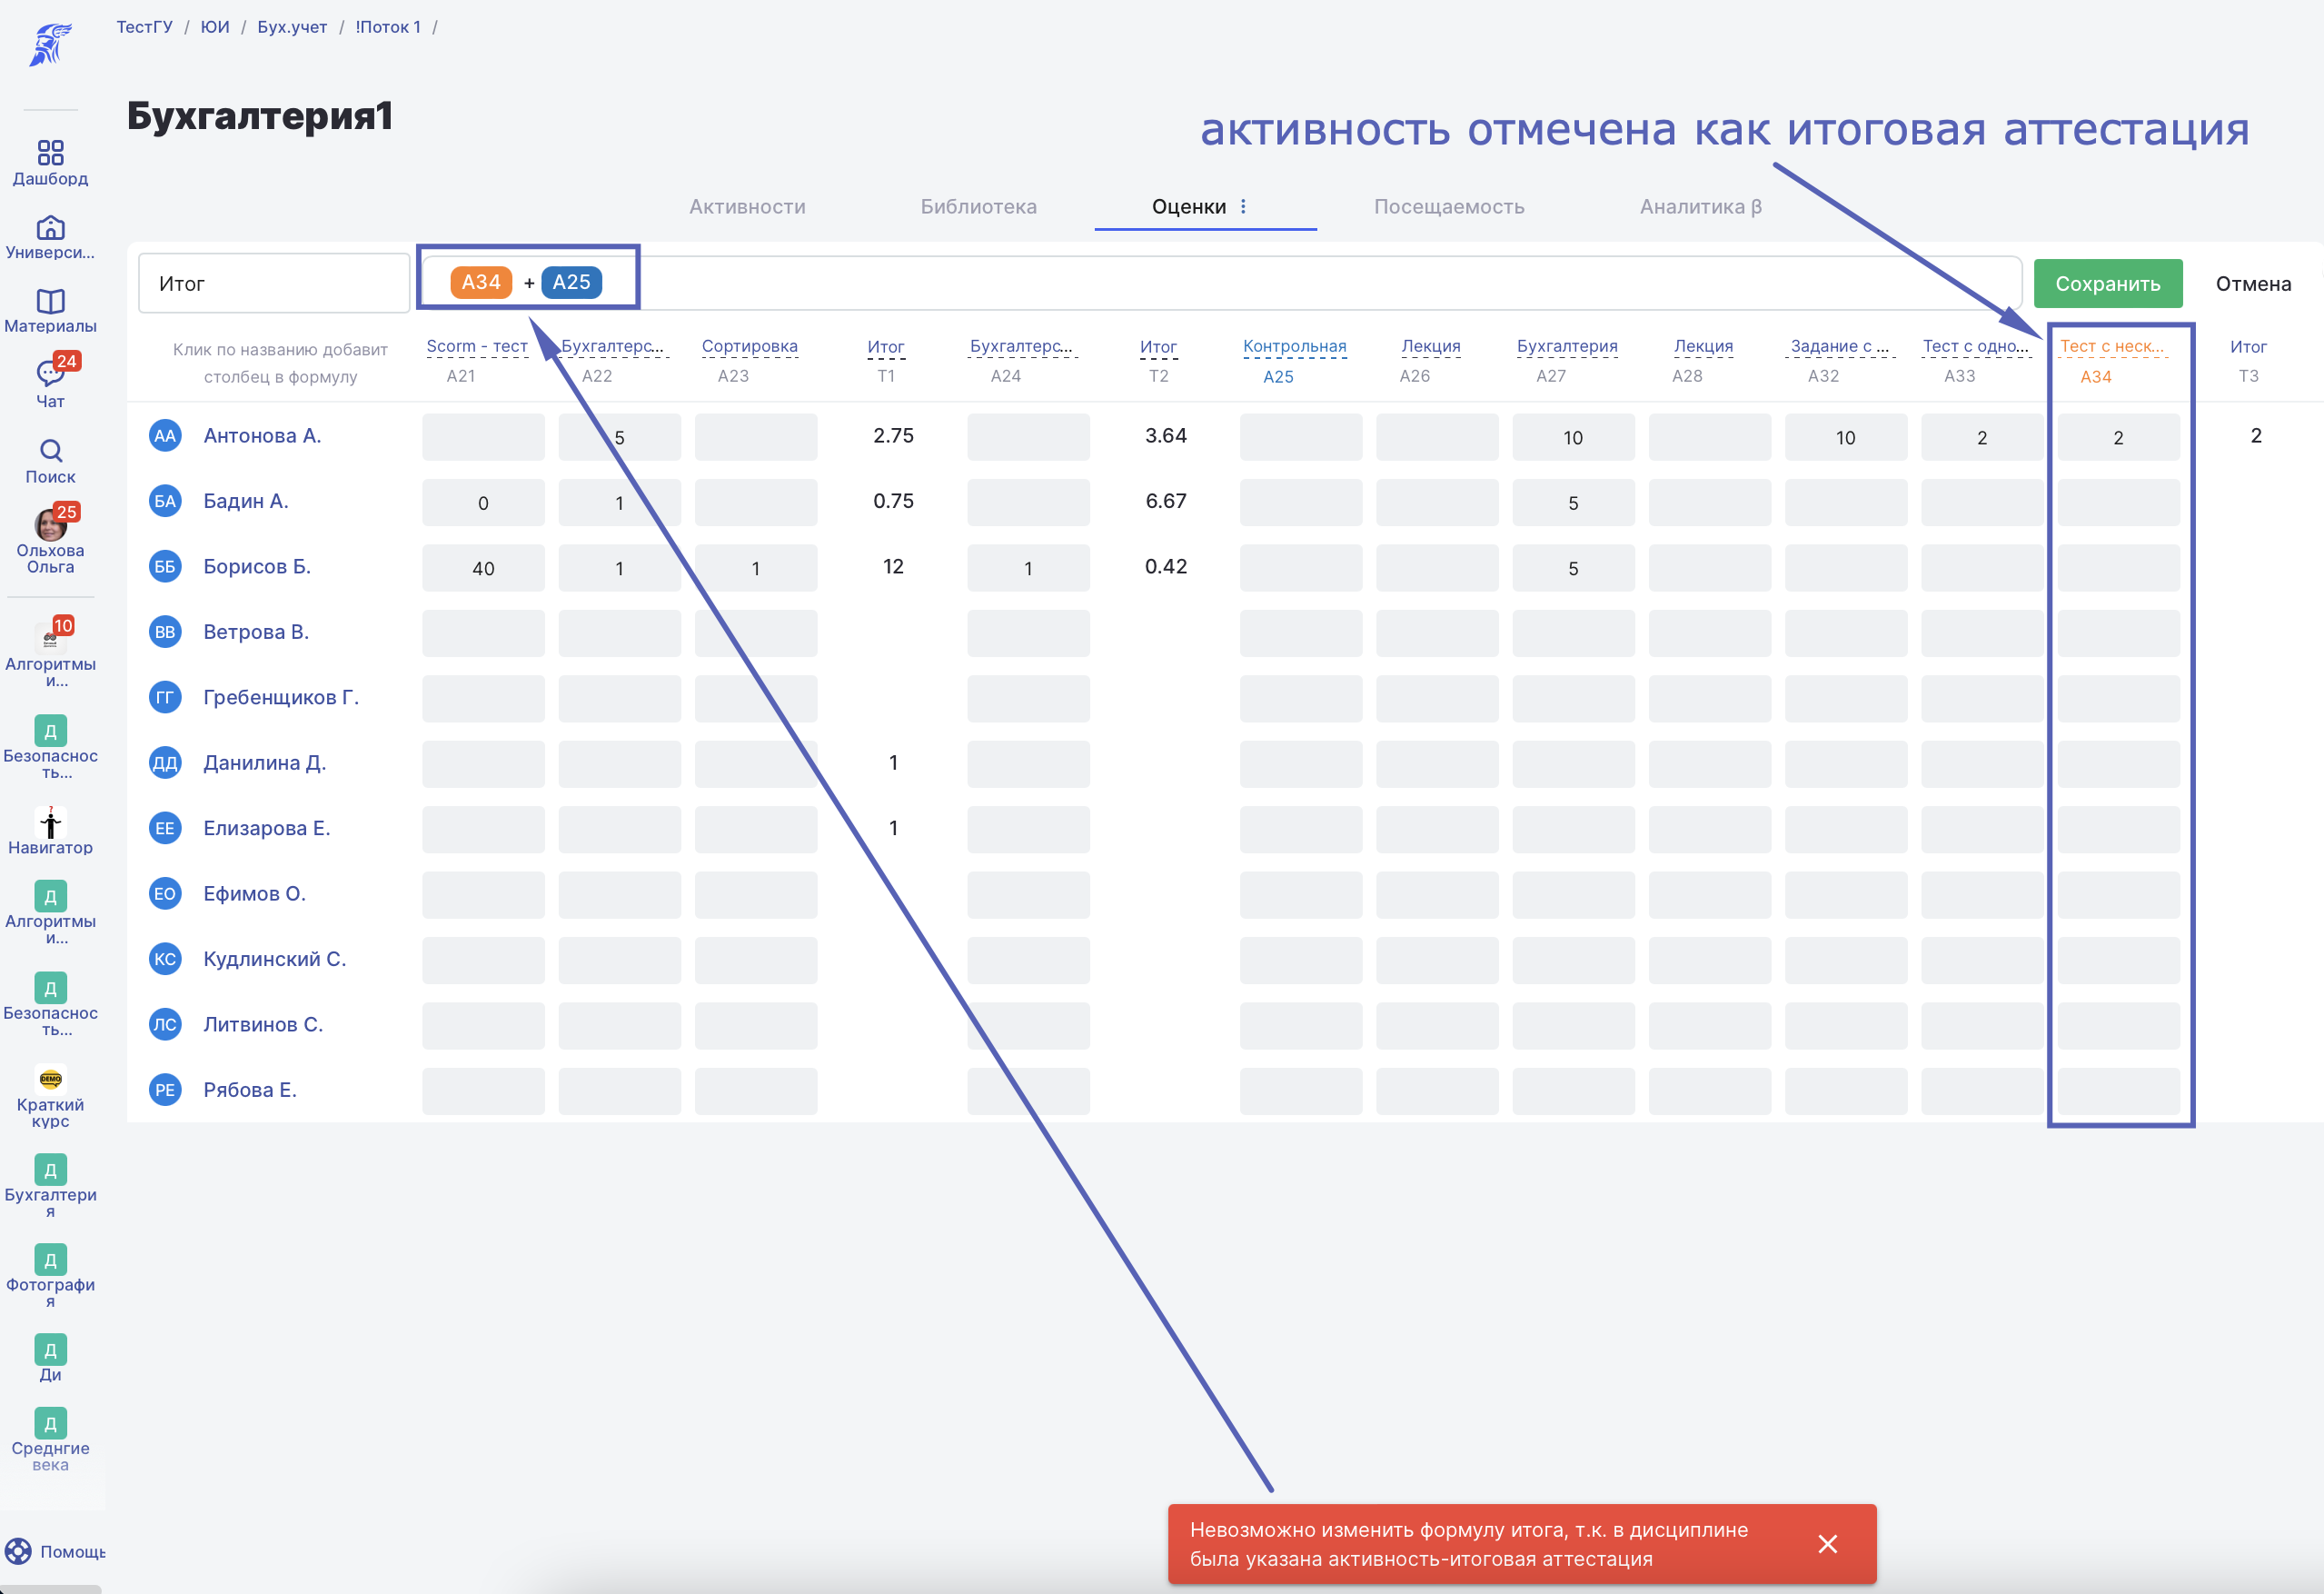 ТестГУ / ЮИ / Бух.учет / !Поток 1 /
Бухгалтерия1
активность отмечена как итоговая аттестация
Активности Библиотека Оценки Посещаемость Аналитика β
Итог A34 + A25 Сохранить Отмена
Клик по названию добавит столбец в формулу
Scorm - тест Бухгалтерс... Сортировка Итог Бухгалтерс... Итог Контрольная Лекция Бухгалтерия Лекция Задание с ... Тест с одно... Тест с неск... Итог
A21 A22 A23 T1 A24 T2 A25 A26 A27 A28 A32 A33 A34 T3
АА Антонова А. 5 2.75 3.64 10 10 2 2 2
БА Бадин А. 0 1 0.75 6.67 5
ББ Борисов Б. 40 1 1 12 1 0.42 5
ВВ Ветрова В.
ГГ Гребенщиков Г.
ДД Данилина Д. 1
ЕЕ Елизарова Е. 1
ЕО Ефимов О.
КС Кудлинский С.
ЛС Литвинов С.
РЕ Рябова Е.
Невозможно изменить формулу итога, т.к. в дисциплине
была указана активность-итоговая аттестация
Дашборд
Универси...
Материалы
24
Чат
Поиск
25
Ольхова
Ольга
10
Алгоритмы
и...
Д
Безопаснос
ть...
?
Навигатор
Д
Алгоритмы
и...
Д
Безопаснос
ть...
DEMO
Краткий
курс
Д
Бухгалтери
я
Д
Фотографи
я
Д
Ди
Д
Среднгие
века
Помощь